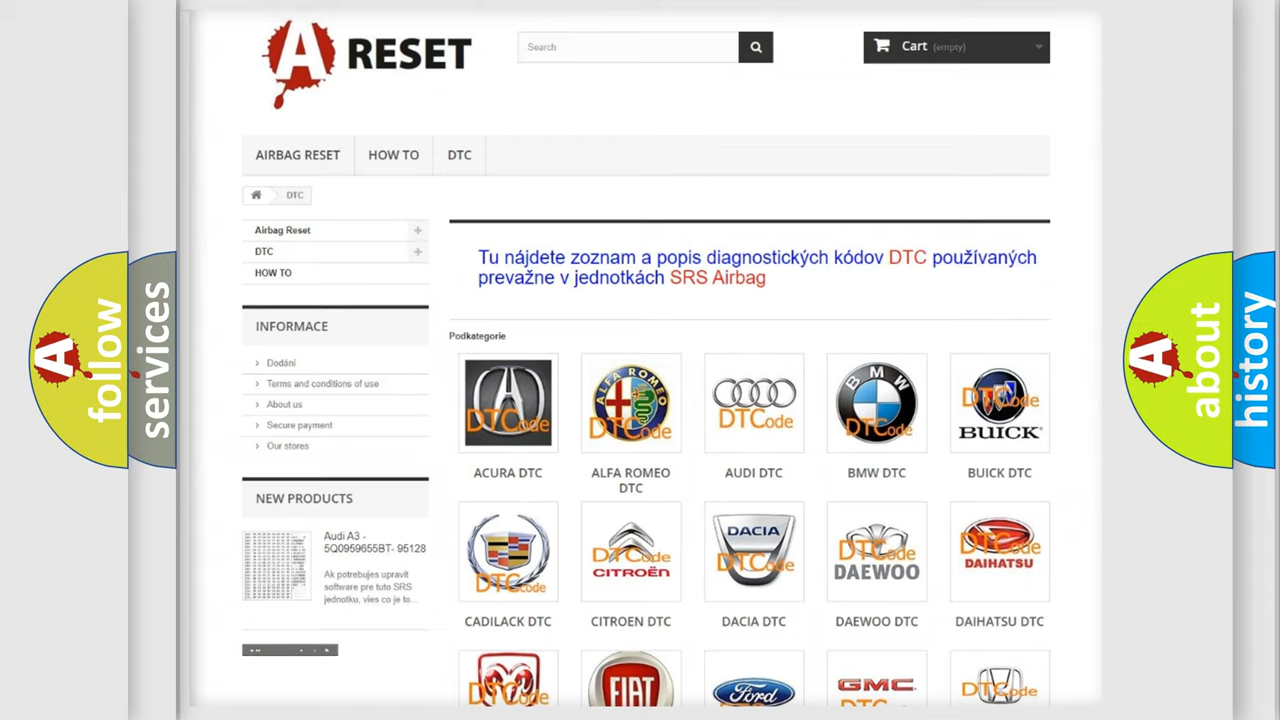 A RESET
Search
Cart (empty)
AIRBAG RESET
HOW TO
DTC
DTC
Airbag Reset
DTC
HOW TO
Tu nájdete zoznam a popis diagnostických kódov DTC používaných
prevažne v jednotkách SRS Airbag
INFORMACE
Dodání
Terms and conditions of use
About us
Secure payment
Our stores
NEW PRODUCTS
Audi A3 -
5Q0959655BT- 95128
Ak potrebujes upravit
software pre tuto SRS
jednotku, vies co je to...
Podkategorie
DTCode
ALFA ROMEO
DTCode
DTCode
BMW
DTCode
DTCode
BUICK
ACURA DTC
ALFA ROMEO
DTC
AUDI DTC
BMW DTC
BUICK DTC
DTCode
DTCode
CITROËN
DACIA
DTCode
DTCode
DAEWOO
DTCode
DAIHATSU
CADILACK DTC
CITROEN DTC
DACIA DTC
DAEWOO DTC
DAIHATSU DTC
DTCode
FIAT
Ford
GMC
DTCode
A follow
services
A about
history